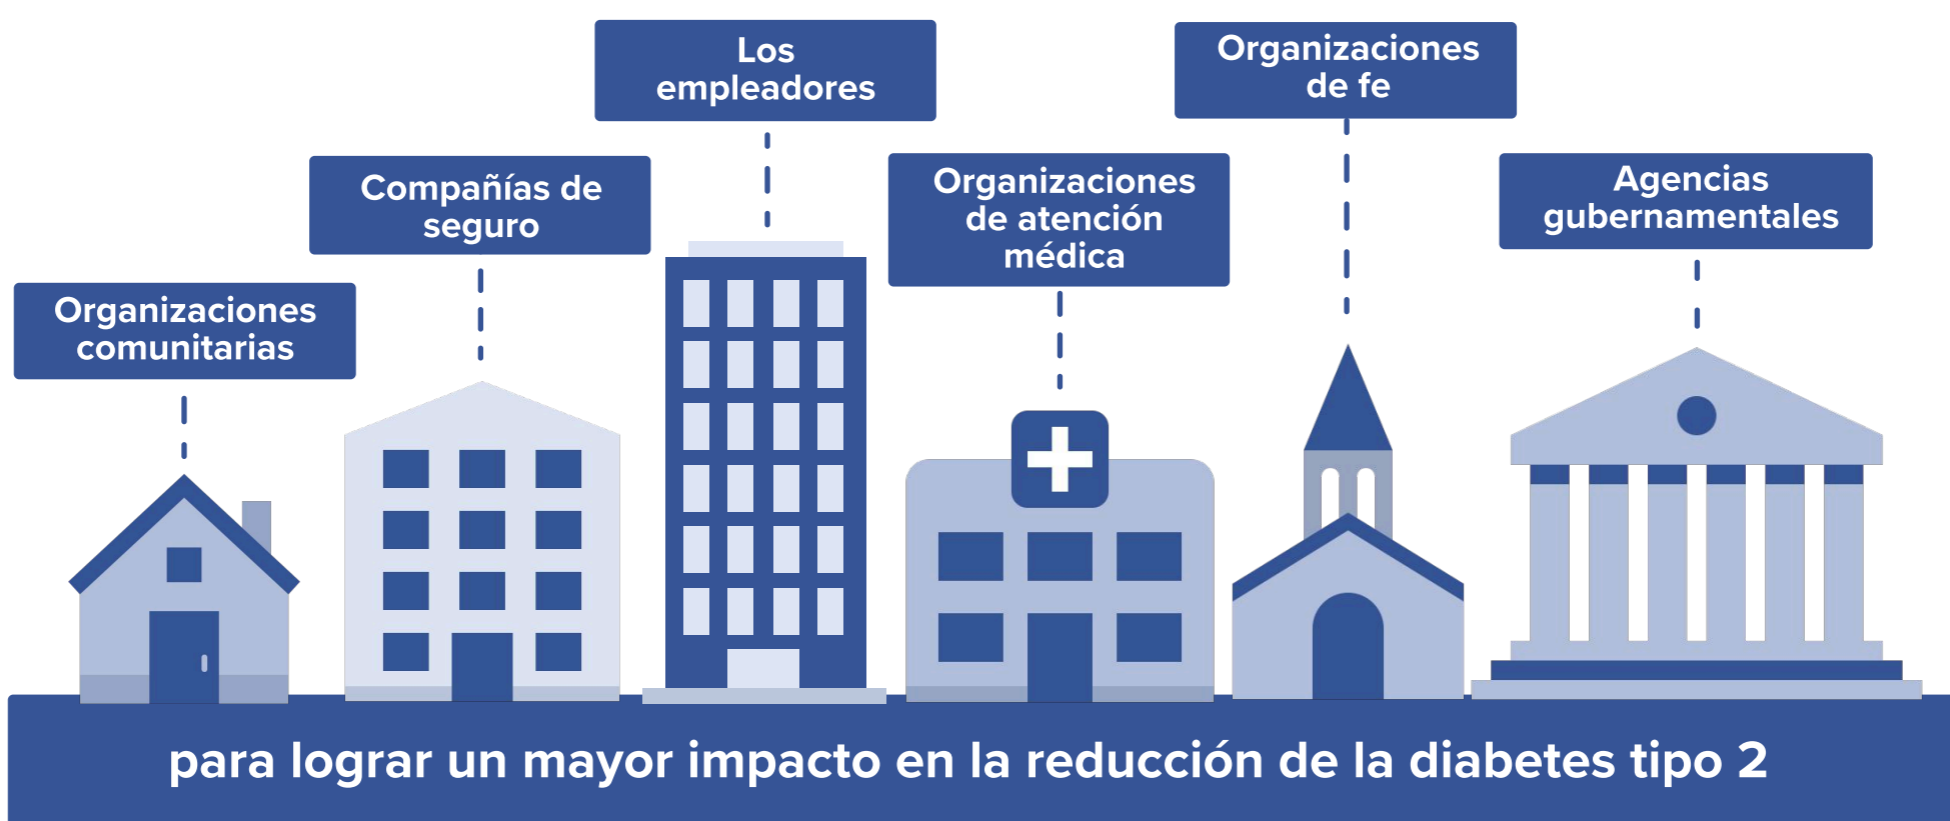 Organizaciones
comunitarias
Compañías de
seguro
Los
empleadores
Organizaciones
de atención
médica
Organizaciones
de fe
Agencias
gubernamentales
para lograr un mayor impacto en la reducción de la diabetes tipo 2